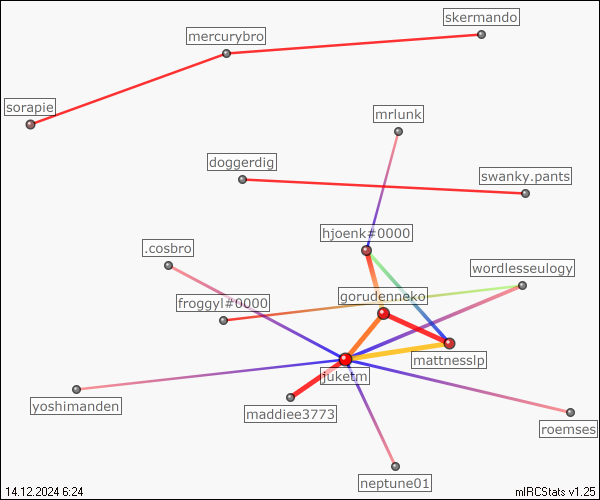 skermando
mercurybro
sorapie
mrlunk
doggerdig
swanky.pants
hjoenk#0000
.cosbro
wordlesseulogy
froggyl#0000
gorudenneko
mattnesslp
juketm
yoshimanden
maddiee3773
roemses
neptune01
14.12.2024 6:24
mIRCStats v1.25